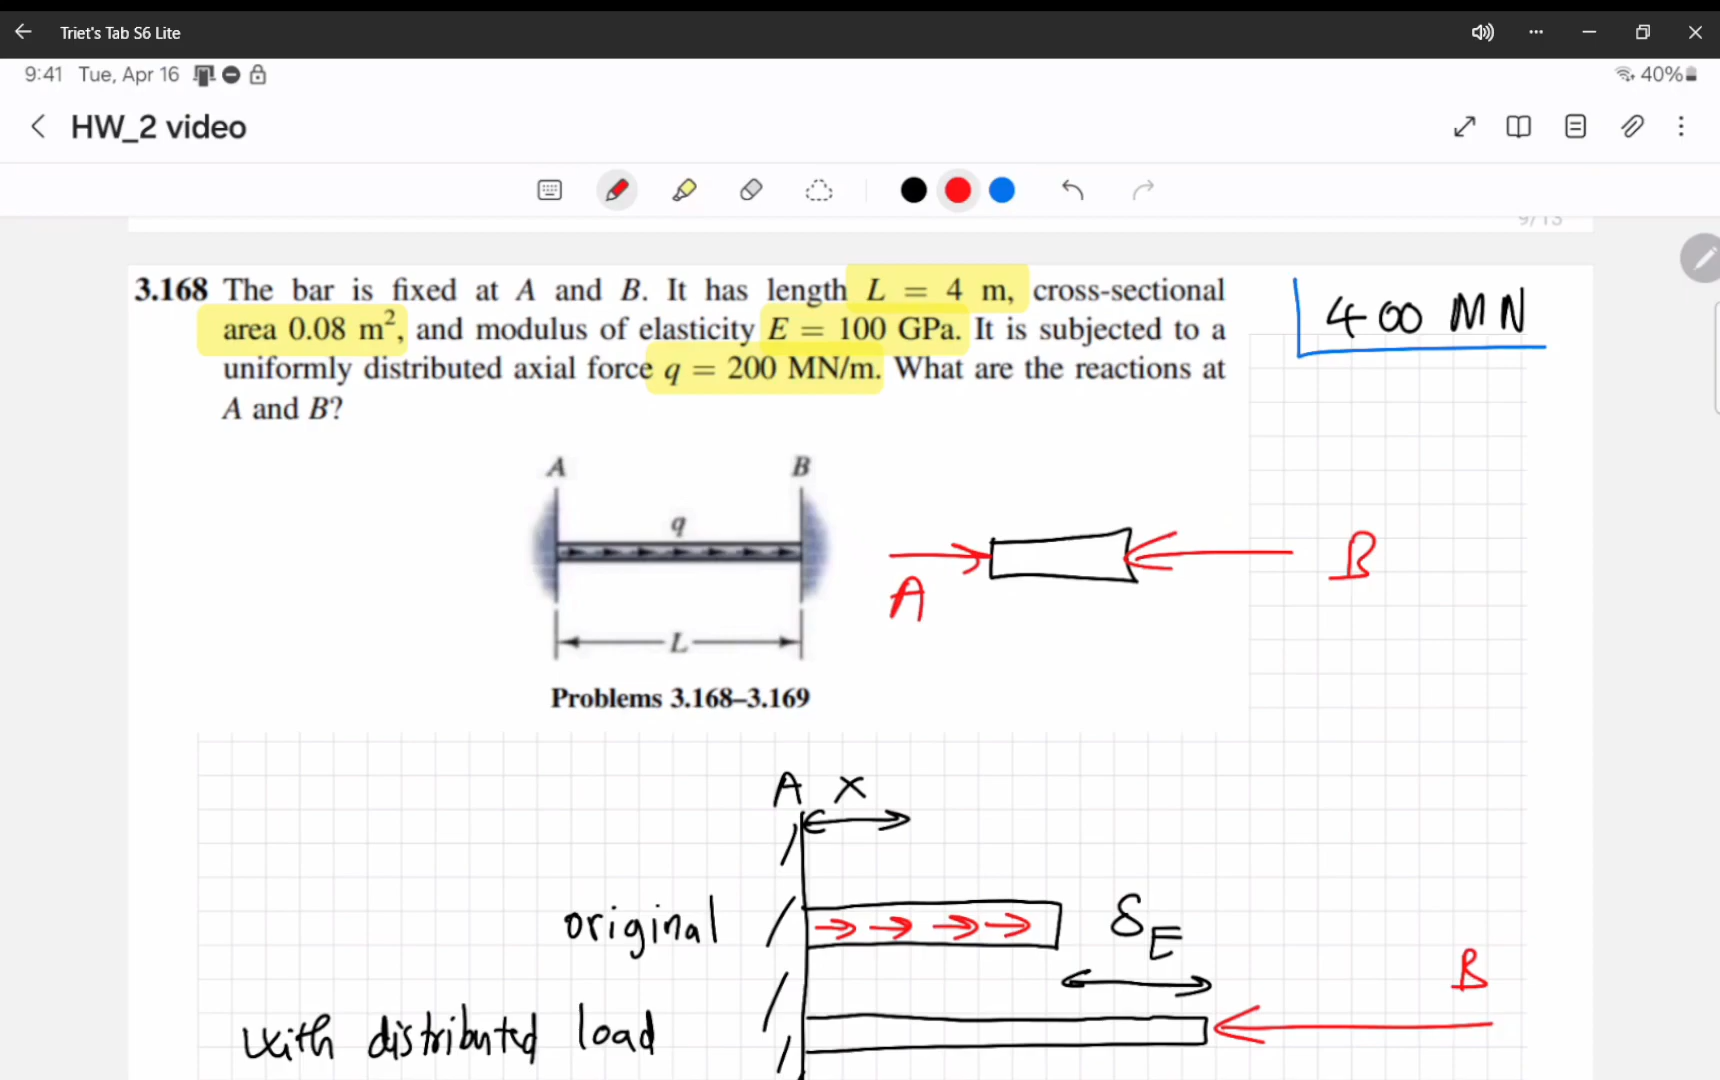 Triet's Tab S6 Lite
9:41 Tue, Apr 16
40%
HW_2 video
9/13
3.168 The bar is fixed at A and B. It has length L = 4 m, cross-sectional
area 0.08 m², and modulus of elasticity E = 100 GPa. It is subjected to a
uniformly distributed axial force q = 200 MN/m. What are the reactions at
A and B?
400 MN
A B
q
L
A
B
Problems 3.168–3.169
A x
original
δE
B
with distributed load